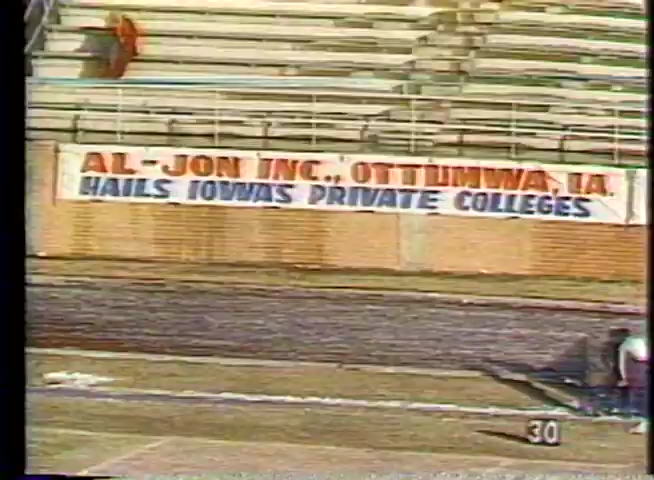 AL-JON INC., OTTUMWA, IA.
HAILS IOWA'S PRIVATE COLLEGES
30